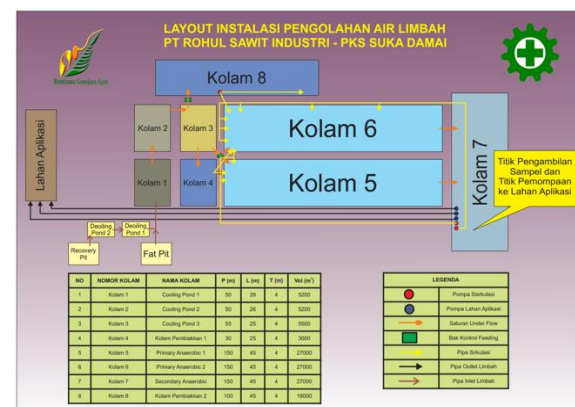 LAYOUT INSTALASI PENGOLAHAN AIR LIMBAH
PT ROHUL SAWIT INDUSTRI - PKS SUKA DAMAI
Kolam 8
Kolam 2
Kolam 3
Kolam 6
Kolam 1
Kolam 4
Kolam 5
Kolam 7
Lahan Aplikasi
Titik Pengambilan
Sampel dan
Titik Pemompaan
ke Lahan Aplikasi
Deoiling
Pond 2
Deoiling
Pond 1
Recovery
Pit
Fat Pit
NO NOMOR KOLAM NAMA KOLAM P (m) L (m) T (m) Vol (m³)
1 Kolam 1 Cooling Pond 1 50 26 4 5200
2 Kolam 2 Cooling Pond 2 50 26 4 5200
3 Kolam 3 Cooling Pond 3 55 25 4 5500
4 Kolam 4 Kolam Pembiakkan 1 30 25 4 3000
5 Kolam 5 Primary Anaerobic 1 150 45 4 27000
6 Kolam 6 Primary Anaerobic 2 150 45 4 27000
7 Kolam 7 Secondary Anaerobic 150 45 4 27000
8 Kolam 8 Kolam Pembiakkan 2 100 45 4 18000
LEGENDA
Pompa Sirkulasi
Pompa Lahan Aplikasi
Saluran Under Flow
Bak Kontrol Feeding
Pipa Sirkulasi
Pipa Outlet Limbah
Pipa Inlet Limbah